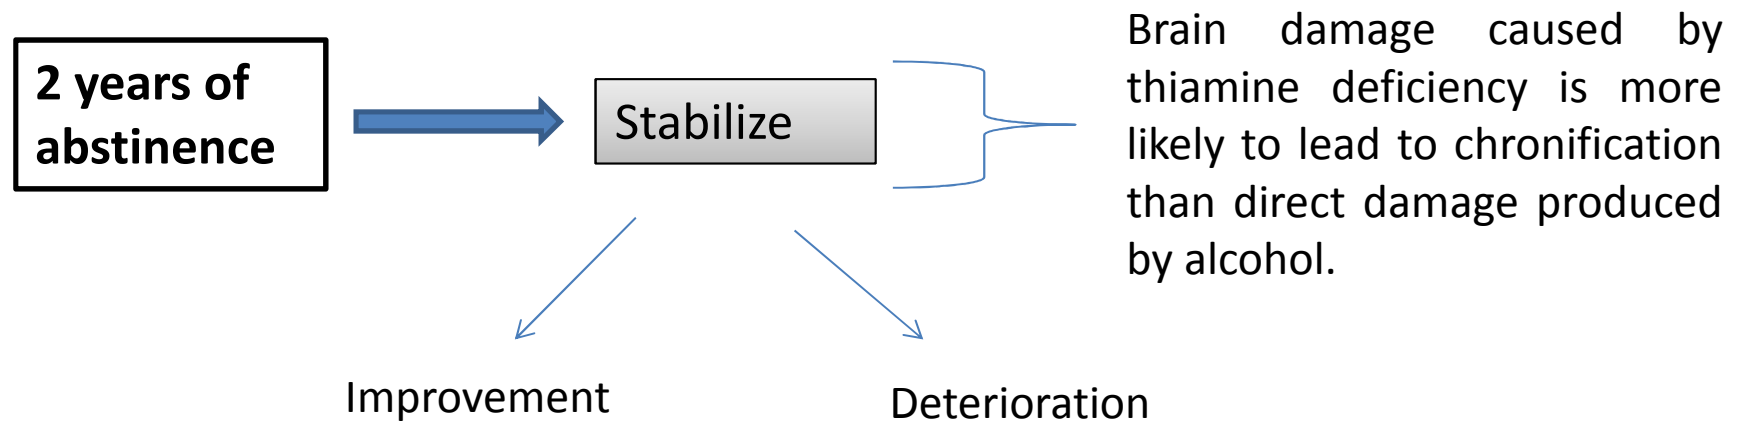 2 years of
abstinence
Stabilize
Brain damage caused by
thiamine deficiency is more
likely to lead to chronification
than direct damage produced
by alcohol.
Improvement
Deterioration